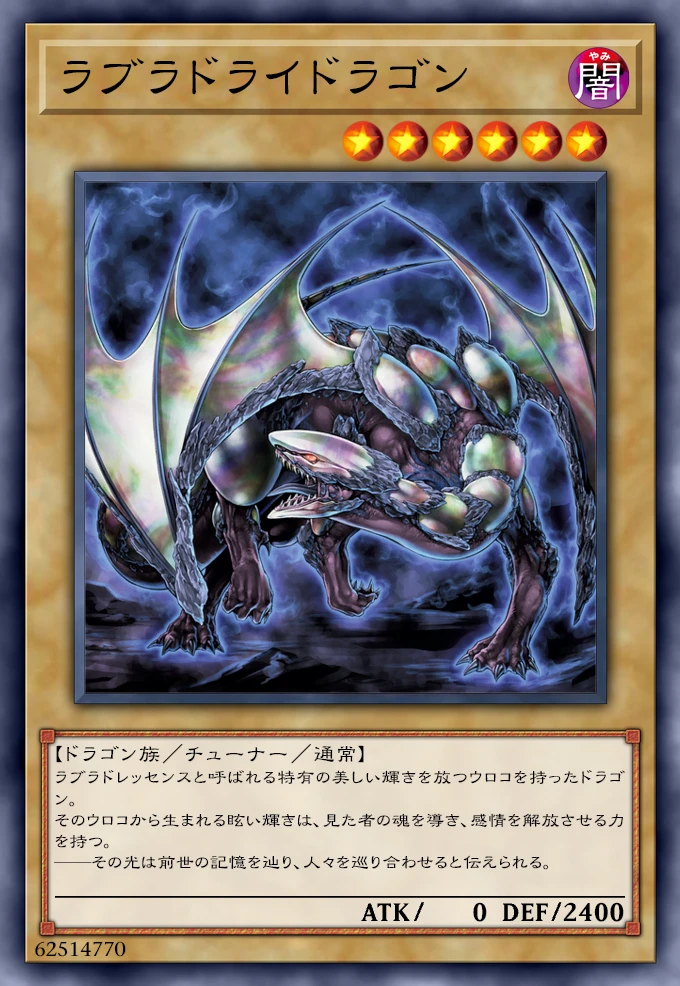 ラブラドライドラゴン
やみ
闇
【ドラゴン族／チューナー／通常】
ラブラドレッセンスと呼ばれる特有の美しい輝きを放つウロコを持ったドラゴ
ン。
そのウロコから生まれる眩い輝きは、見た者の魂を導き、感情を解放させる力
を持つ。
──その光は前世の記憶を辿り、人々を巡り合わせると伝えられる。
ATK/ 0 DEF/2400
62514770